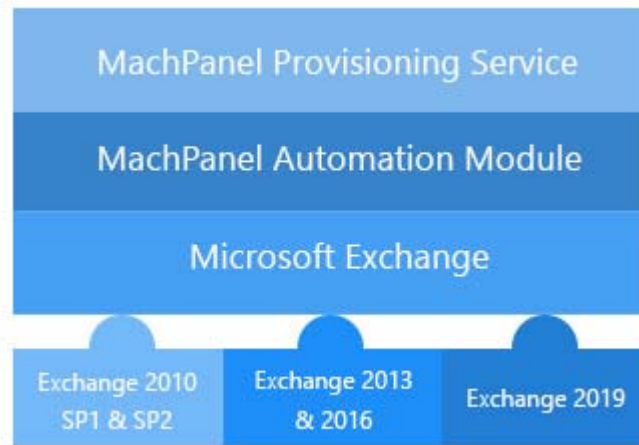 MachPanel Provisioning Service
MachPanel Automation Module
Microsoft Exchange
Exchange 2010
SP1 & SP2
Exchange 2013
& 2016
Exchange 2019